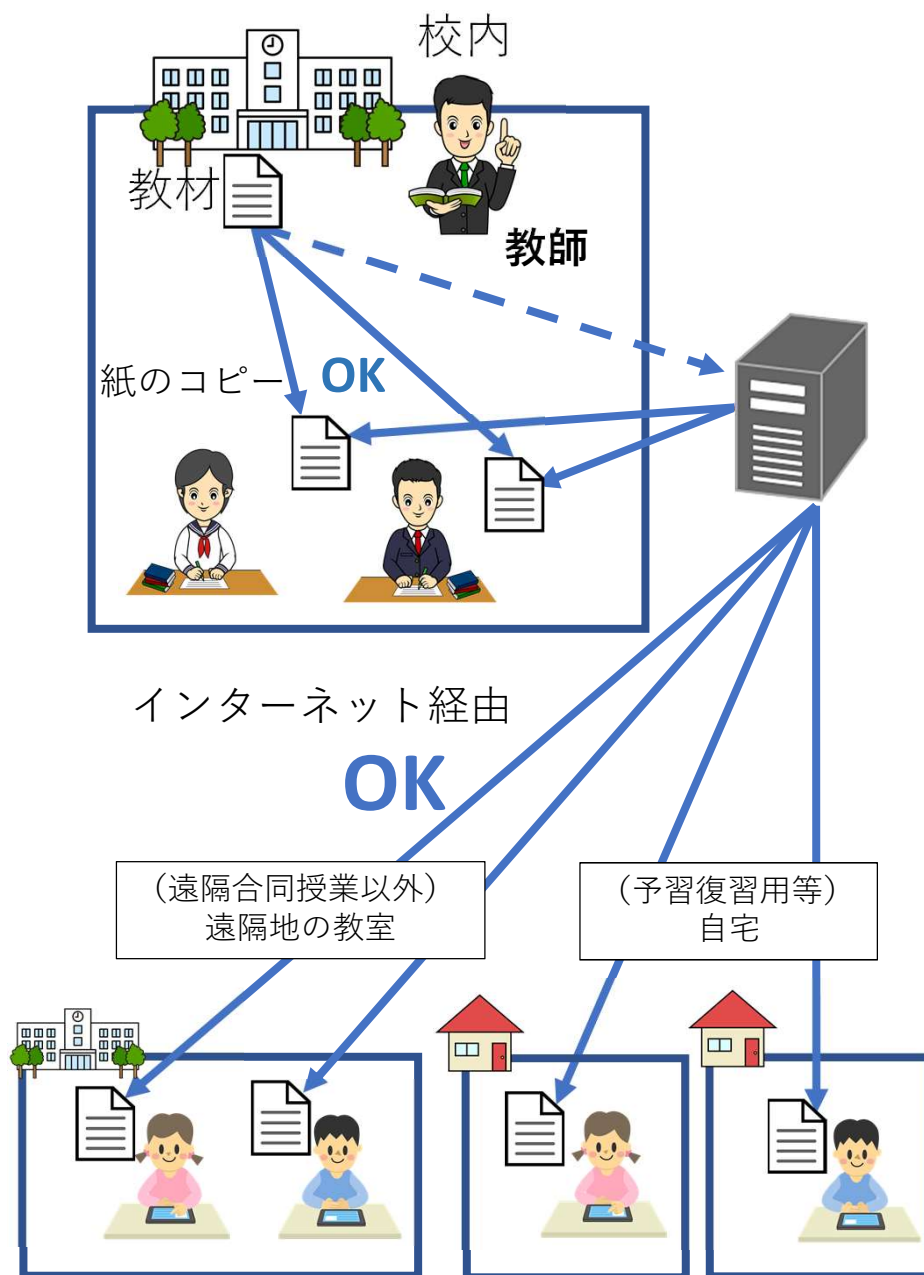 校内
教材
教師
紙のコピー
OK
インターネット経由
OK
（遠隔合同授業以外）
遠隔地の教室
（予習復習用等）
自宅